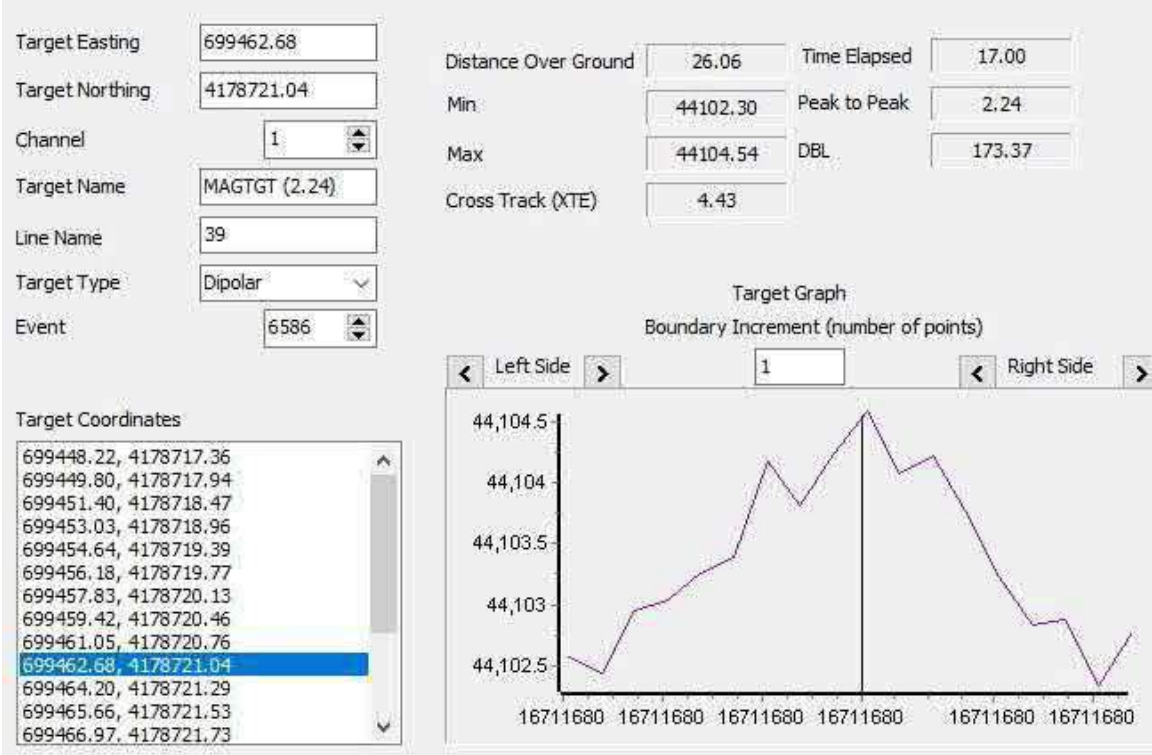 Target Easting 699462.68
Target Northing 4178721.04
Channel 1
Target Name MAGTGT (2.24)
Line Name 39
Target Type Dipolar
Event 6586
Distance Over Ground 26.06 Time Elapsed 17.00
Min 44102.30 Peak to Peak 2.24
Max 44104.54 DBL 173.37
Cross Track (XTE) 4.43
Target Coordinates
699448.22, 4178717.36
699449.80, 4178717.94
699451.40, 4178718.47
699453.03, 4178718.96
699454.64, 4178719.39
699456.18, 4178719.77
699457.83, 4178720.13
699459.42, 4178720.46
699461.05, 4178720.76
699462.68, 4178721.04
699464.20, 4178721.29
699465.66, 4178721.53
699466.97, 4178721.73
Target Graph
Boundary Increment (number of points)
< Left Side > 1 < Right Side >
44,104.5
44,104
44,103.5
44,103
44,102.5
16711680 16711680 16711680 16711680 16711680 16711680